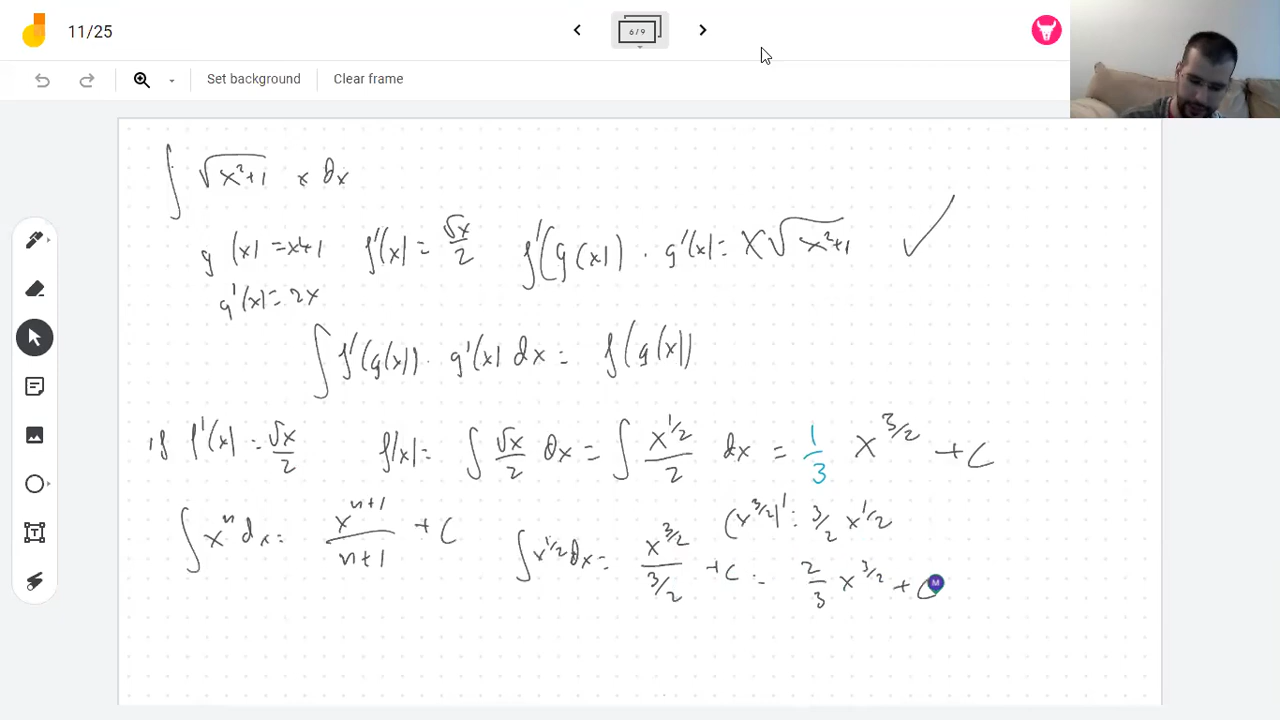 11/25
6 / 9
Set background
Clear frame
∫ √(x²+1) x dx
g(x) = x²+1 f'(x) = √x/2 f'(g(x)) · g'(x) = x√(x²+1) ✓
g'(x) = 2x
∫ f'(g(x)) · g'(x) dx = f(g(x))
if f'(x) = √x/2 f(x) = ∫ √x/2 dx = ∫ x^(1/2)/2 dx = 1/3 x^(3/2) + C
∫ xⁿ dx = x^(n+1)/(n+1) + C (x^(3/2))' = 3/2 x^(1/2)
∫ x^(1/2) dx = x^(3/2)/(3/2) + C = 2/3 x^(3/2) + C
M